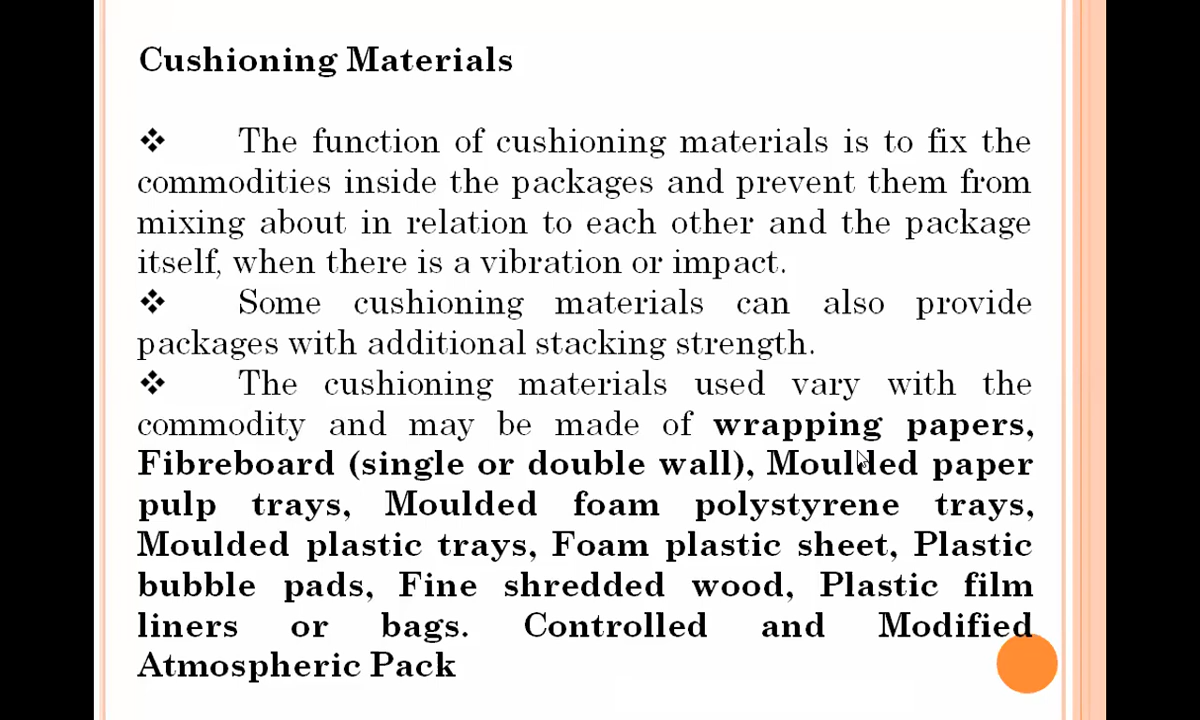 Cushioning Materials
❖ The function of cushioning materials is to fix the
commodities inside the packages and prevent them from
mixing about in relation to each other and the package
itself, when there is a vibration or impact.
❖ Some cushioning materials can also provide
packages with additional stacking strength.
❖ The cushioning materials used vary with the
commodity and may be made of wrapping papers,
Fibreboard (single or double wall), Moulded paper
pulp trays, Moulded foam polystyrene trays,
Moulded plastic trays, Foam plastic sheet, Plastic
bubble pads, Fine shredded wood, Plastic film
liners or bags. Controlled and Modified
Atmospheric Pack